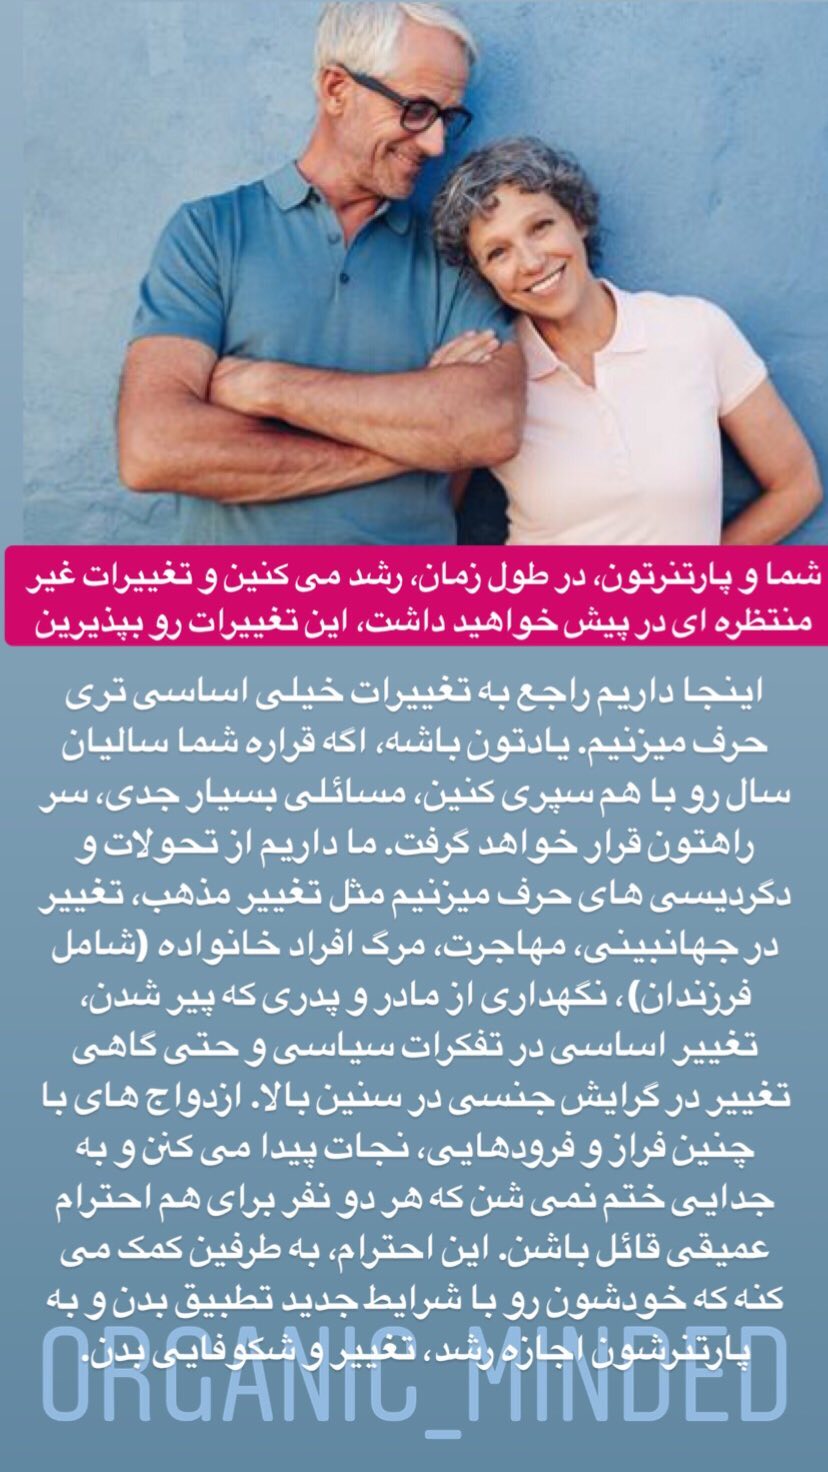 شما و پارتنرتون، در طول زمان، رشد می کنین و تغییرات غیر
منتظره ای در پیش خواهید داشت، این تغییرات رو بپذیرین
اینجا داریم راجع به تغییرات خیلی اساسی تری
حرف میزنیم. یادتون باشه، اگه قراره شما سالیان
سال رو با هم سپری کنین، مسائلی بسیار جدی، سر
راهتون قرار خواهد گرفت. ما داریم از تحولات و
دگردیسی های حرف میزنیم مثل تغییر مذهب، تغییر
در جهانبینی، مهاجرت، مرگ افراد خانواده (شامل
فرزندان)، نگهداری از مادر و پدری که پیر شدن،
تغییر اساسی در تفکرات سیاسی و حتی گاهی
تغییر در گرایش جنسی در سنین بالا. ازدواج های با
چنین فراز و فرودهایی، نجات پیدا می کنن و به
جدایی ختم نمی شن که هر دو نفر برای هم احترام
عمیقی قائل باشن. این احترام، به طرفین کمک می
کنه که خودشون رو با شرایط جدید تطبیق بدن و به
پارتنرشون اجازه رشد، تغییر و شکوفایی بدن.
ORGANIC_MINDED